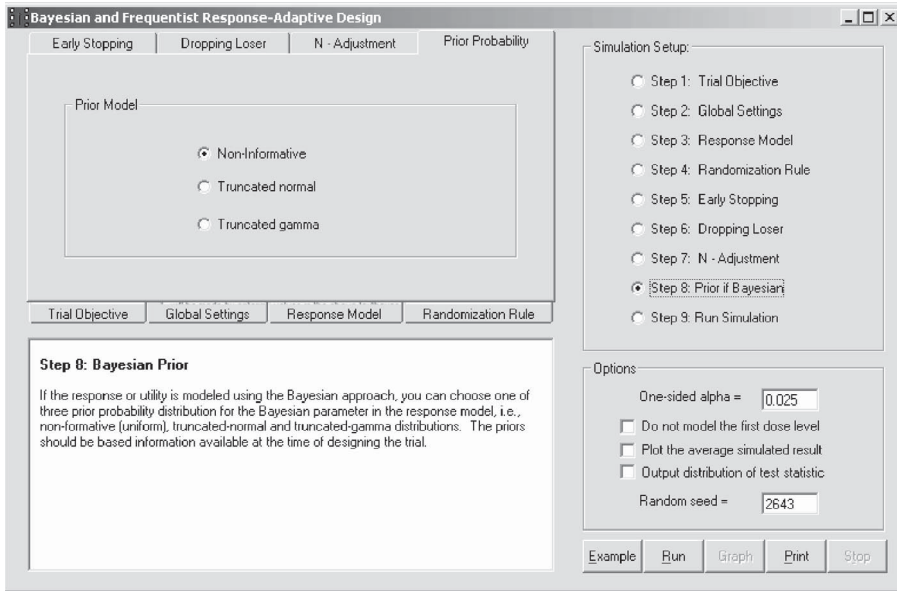 Bayesian and Frequentist Response-Adaptive Design
Early Stopping
Dropping Loser
N - Adjustment
Prior Probability
Prior Model
Non-Informative
Truncated normal
Truncated gamma
Trial Objective
Global Settings
Response Model
Randomization Rule
Step 8: Bayesian Prior
If the response or utility is modeled using the Bayesian approach, you can choose one of
three prior probability distribution for the Bayesian parameter in the response model, i.e.,
non-formative (uniform), truncated-normal and truncated-gamma distributions. The priors
should be based information available at the time of designing the trial.
Simulation Setup:
Step 1: Trial Objective
Step 2: Global Settings
Step 3: Response Model
Step 4: Randomization Rule
Step 5: Early Stopping
Step 6: Dropping Loser
Step 7: N - Adjustment
Step 8: Prior if Bayesian
Step 9: Run Simulation
Options
One-sided alpha = 0.025
Do not model the first dose level
Plot the average simulated result
Output distribution of test statistic
Random seed = 2643
Example
Run
Graph
Print
Stop